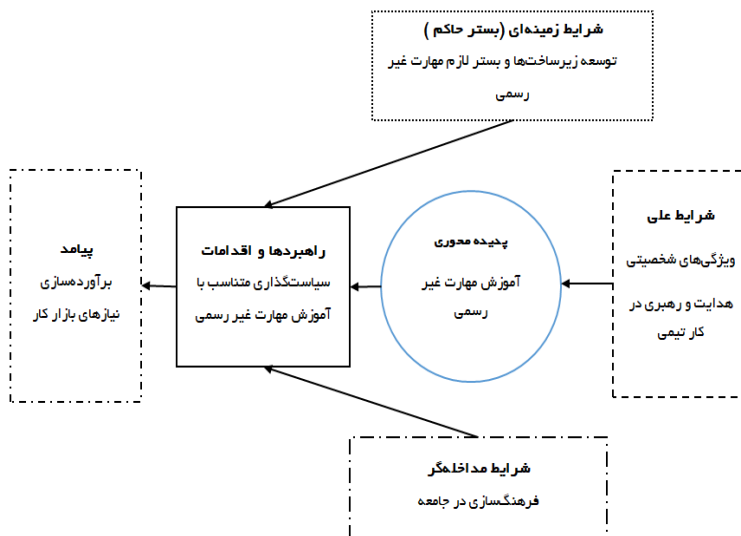 شرایط زمینه‌ای (بستر حاکم )
توسعه زیرساخت‌ها و بستر لازم مهارت غیر
رسمی
شرایط علی
ویژگی‌های شخصیتی
هدایت و رهبری در
کار تیمی
پدیده محوری
آموزش مهارت غیر
رسمی
راهبردها و اقدامات
سیاست‌گذاری متناسب با
آموزش مهارت غیر رسمی
پیامد
برآورده‌سازی
نیازهای بازار کار
شرایط مداخله‌گر
فرهنگ‌سازی در جامعه